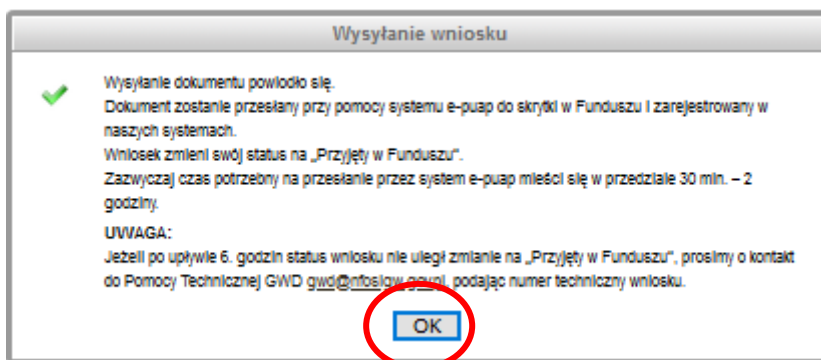 Wysyłanie wniosku
Wysyłanie dokumentu powiodło się.
Dokument zostanie przesłany przy pomocy systemu e-puap do skrytki w Funduszu i zarejestrowany w
naszych systemach.
Wniosek zmieni swój status na „Przyjęty w Funduszu”.
Zazwyczaj czas potrzebny na przesłanie przez system e-puap mieści się w przedziale 30 min. – 2
godziny.
UWAGA:
Jeżeli po upływie 6. godzin status wniosku nie uległ zmianie na „Przyjęty w Funduszu”, prosimy o kontakt
do Pomocy Technicznej GWD gwd@nfosigw.gov.pl, podając numer techniczny wniosku.
OK